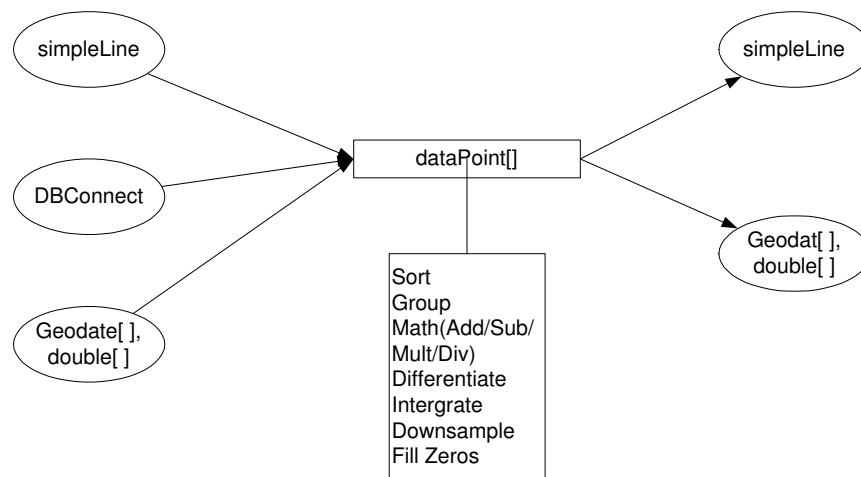 simpleLine
simpleLine
dataPoint[]
DBConnect
Geodat[ ],
double[ ]
Geodate[ ],
double[ ]
Sort
Group
Math(Add/Sub/
Mult/Div)
Differentiate
Intergrate
Downsample
Fill Zeros